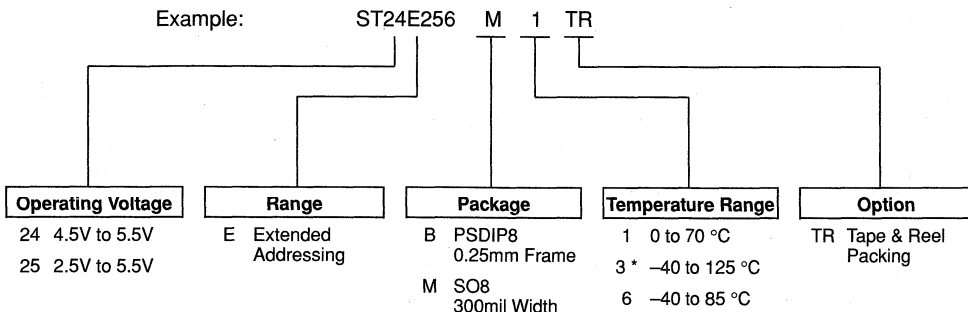 Example: ST24E256 M 1 TR
Operating Voltage
24 4.5V to 5.5V
25 2.5V to 5.5V
Range
E Extended
Addressing
Package
B PSDIP8
0.25mm Frame
M SO8
300mil Width
Temperature Range
1 0 to 70 °C
3 * –40 to 125 °C
6 –40 to 85 °C
Option
TR Tape & Reel
Packing